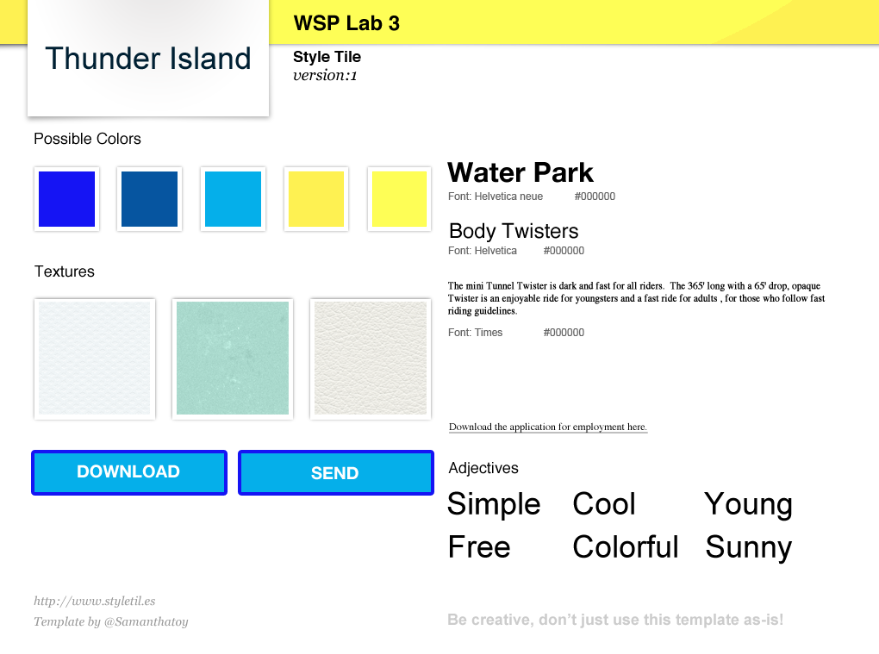 WSP Lab 3
Thunder Island
Style Tile
version:1
Possible Colors
Textures
DOWNLOAD
SEND
Water Park
Font: Helvetica neue #000000
Body Twisters
Font: Helvetica #000000
The mini Tunnel Twister is dark and fast for all riders. The 365' long with a 65' drop, opaque
Twister is an enjoyable ride for youngsters and a fast ride for adults , for those who follow fast
riding guidelines.
Font: Times #000000
Download the application for employment here.
Adjectives
Simple Cool Young
Free Colorful Sunny
http://www.styletil.es
Template by @Samanthatoy
Be creative, don't just use this template as-is!